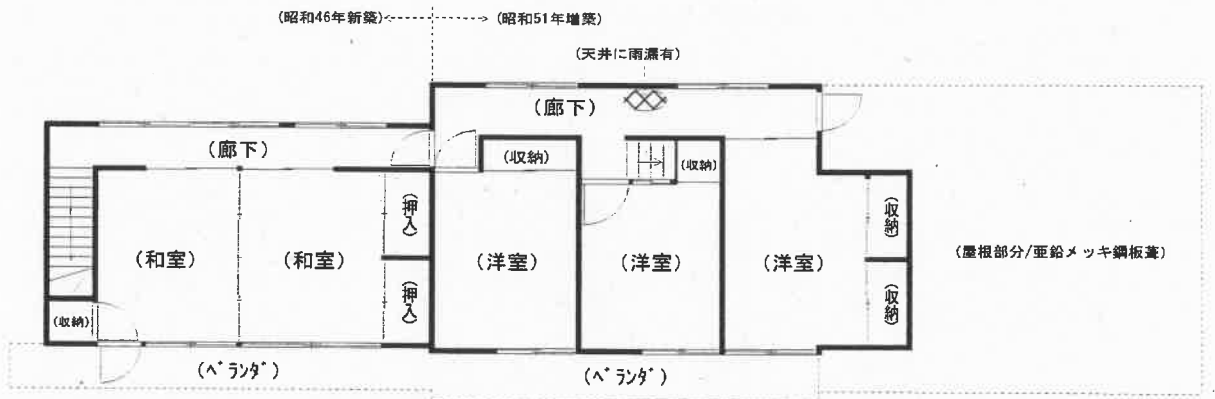 (昭和46年新築)
(昭和51年増築)
(天井に雨漏有)
(廊下)
(廊下)
(収納)
(収納)
(押入)
(収納)
(和室)
(和室)
(洋室)
(洋室)
(洋室)
(屋根部分/亜鉛メッキ鋼板葺)
(押入)
(収納)
(収納)
(ベランダ)
(ベランダ)